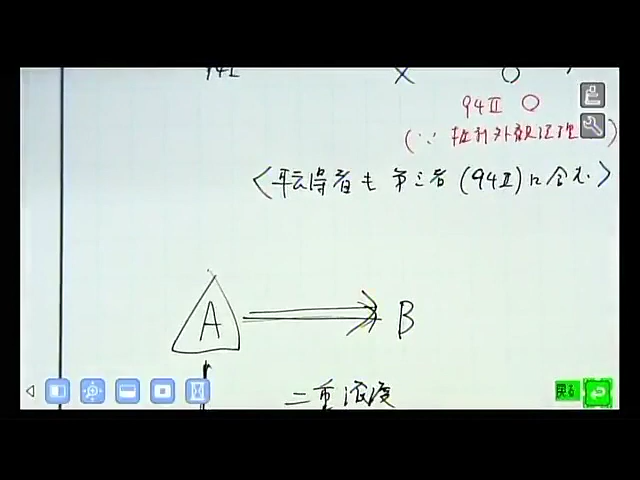 94Ⅱ ○
(∵ 権利外観法理)
<転得者も 第三者(94Ⅱ)に含む>
A B
二重譲渡
戻る